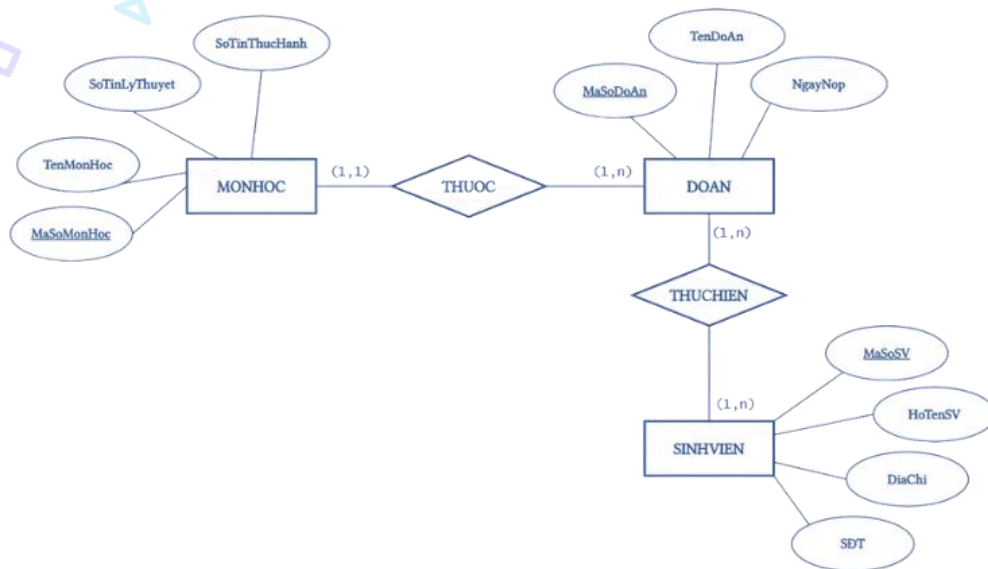 SoTinThucHanh
TenDoAn
SoTinLyThuyet
MaSoDoAn
NgayNop
TenMonHoc
MONHOC
(1,1)
THUOC
(1,n)
DOAN
MaSoMonHoc
(1,n)
THUCHIEN
MaSoSV
(1,n)
HoTenSV
SINHVIEN
DiaChi
SĐT